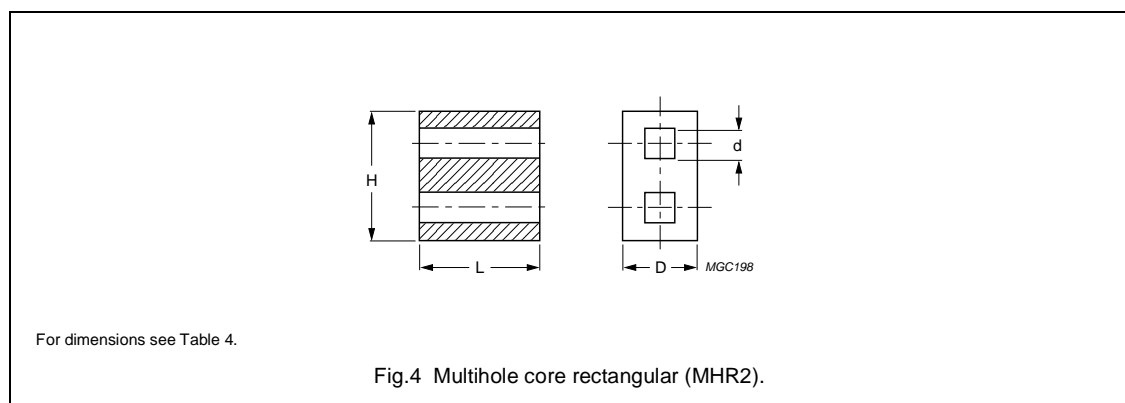 H
L
D
d
MGC198
For dimensions see Table 4.
Fig.4 Multihole core rectangular (MHR2).